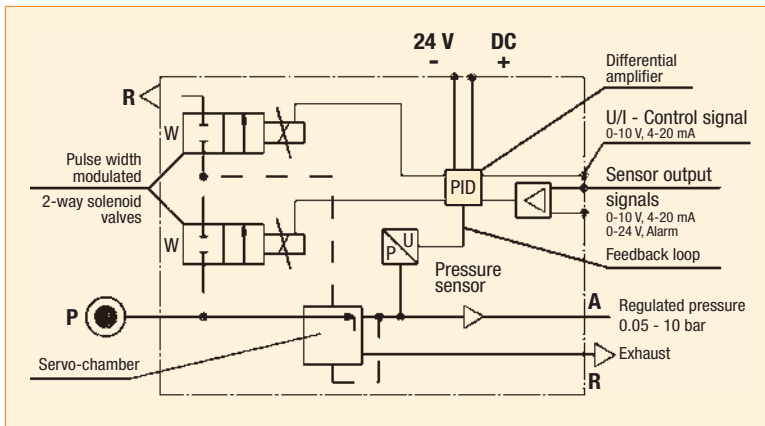 24 V DC
- +
Differential
amplifier
R
W
U/I - Control signal
0-10 V, 4-20 mA
Pulse width
modulated
2-way solenoid
valves
PID
Sensor output
signals
0-10 V, 4-20 mA
0-24 V, Alarm
W
U
P
Feedback loop
Pressure
sensor
P
A
Regulated pressure
0.05 - 10 bar
Servo-chamber
Exhaust
R